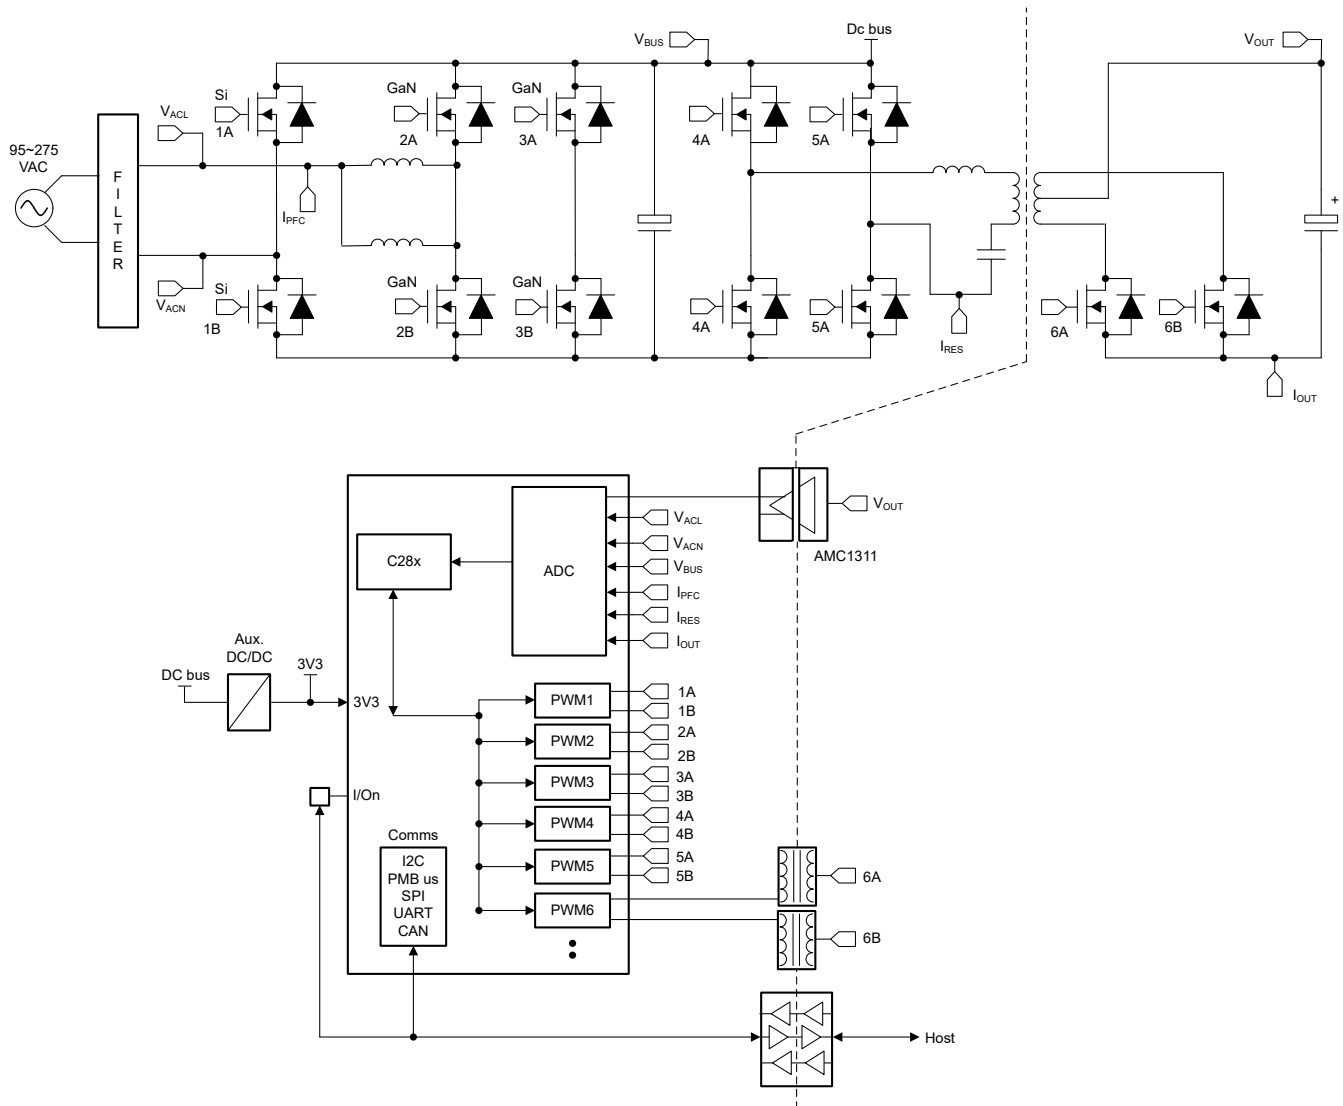 V_BUS
Dc bus
V_OUT
Si
1A
GaN
2A
GaN
3A
4A
5A
V_ACL
95~275
VAC
FILTER
I_PFC
V_ACN
Si
1B
GaN
2B
GaN
3B
4A
5A
I_RES
6A
6B
I_OUT
C28x
ADC
V_ACL
V_ACN
V_BUS
I_PFC
I_RES
I_OUT
V_OUT
AMC1311
Aux.
DC/DC
DC bus
3V3
3V3
PWM1
1A
1B
PWM2
2A
2B
PWM3
3A
3B
PWM4
4A
4B
PWM5
5A
5B
PWM6
6A
6B
I/On
Comms
I2C
PMB us
SPI
UART
CAN
Host